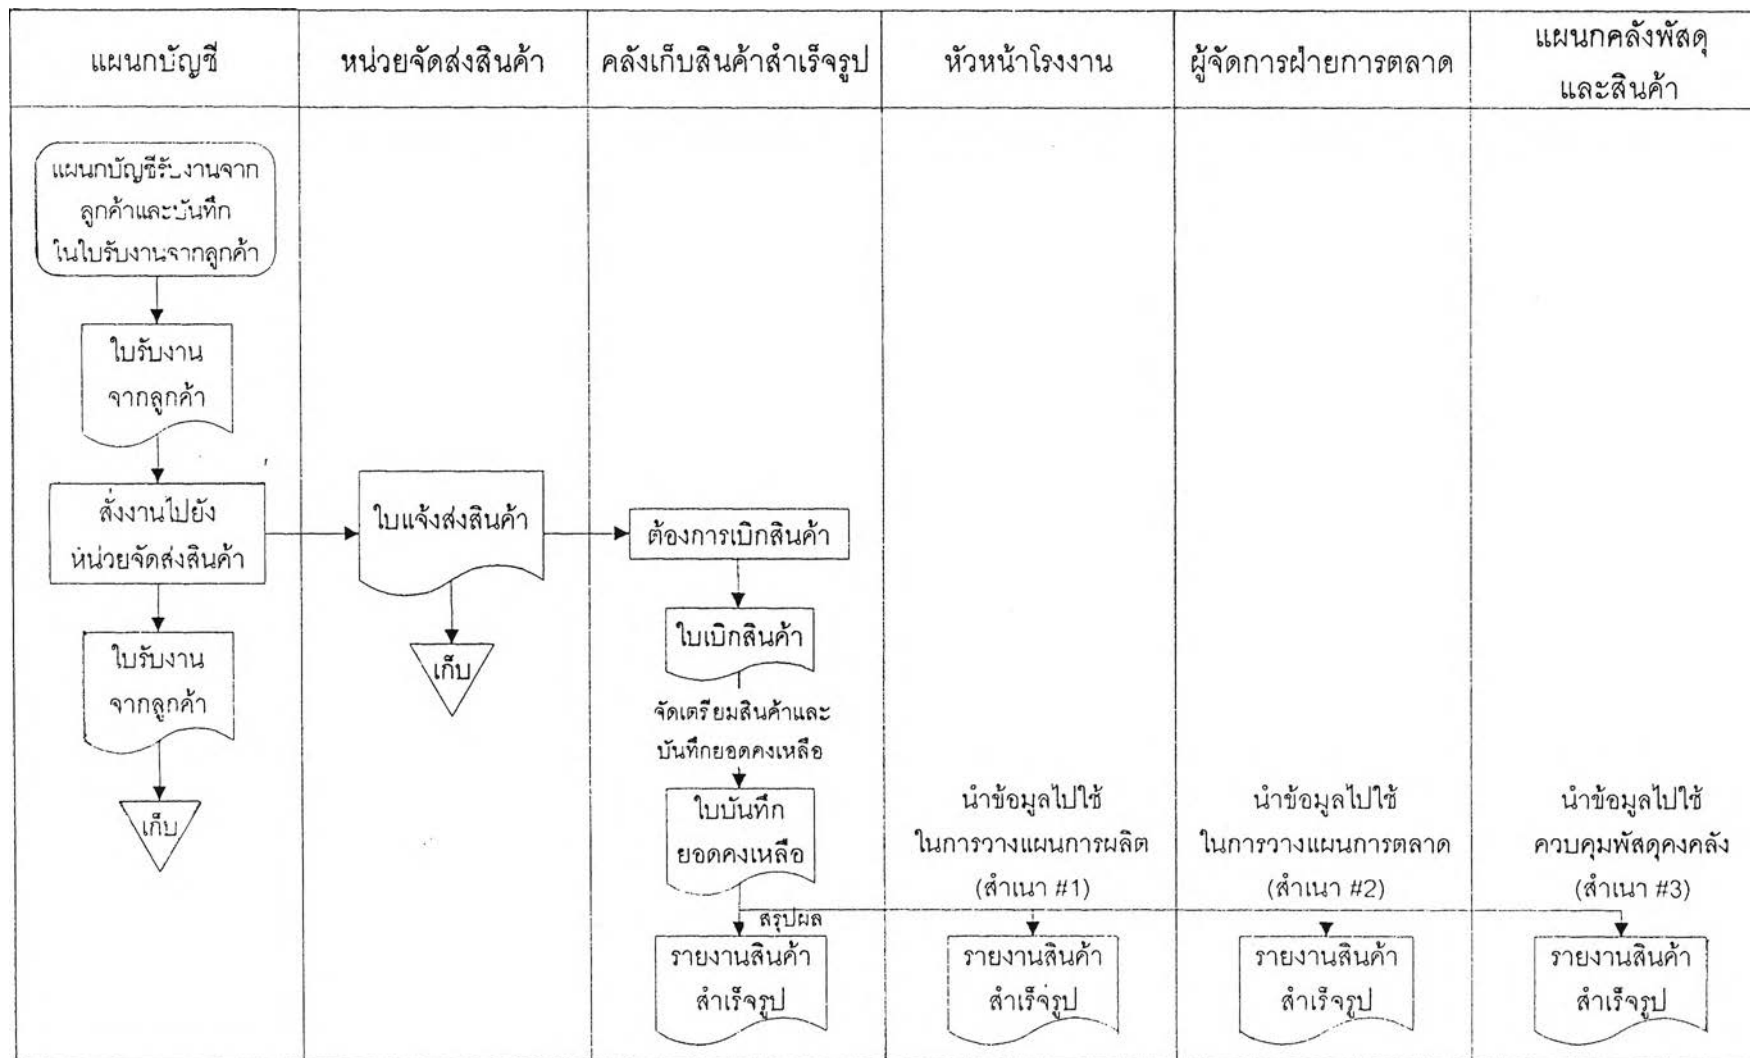 แผนกบัญชี
หน่วยจัดส่งสินค้า
คลังเก็บสินค้าสำเร็จรูป
หัวหน้าโรงงาน
ผู้จัดการฝ่ายการตลาด
แผนกคลังพัสดุ
และสินค้า
แผนกบัญชีรับงานจาก
ลูกค้าและบันทึก
ในใบรับงานจากลูกค้า
ใบรับงาน
จากลูกค้า
สั่งงานไปยัง
หน่วยจัดส่งสินค้า
ใบรับงาน
จากลูกค้า
เก็บ
ใบแจ้งส่งสินค้า
เก็บ
ต้องการเบิกสินค้า
ใบเบิกสินค้า
จัดเตรียมสินค้าและ
บันทึกยอดคงเหลือ
ใบบันทึก
ยอดคงเหลือ
สรุปผล
รายงานสินค้า
สำเร็จรูป
นำข้อมูลไปใช้
ในการวางแผนการผลิต
(สำเนา #1)
รายงานสินค้า
สำเร็จรูป
นำข้อมูลไปใช้
ในการวางแผนการตลาด
(สำเนา #2)
รายงานสินค้า
สำเร็จรูป
นำข้อมูลไปใช้
ควบคุมพัสดุคงคลัง
(สำเนา #3)
รายงานสินค้า
สำเร็จรูป